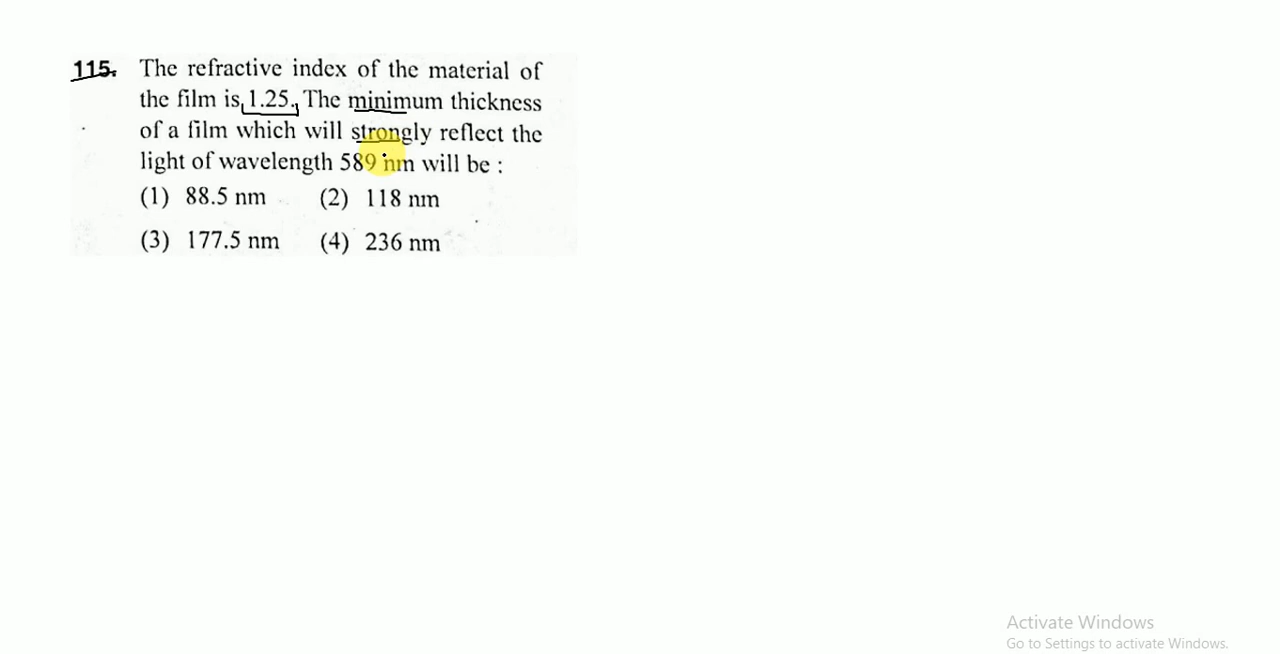 115. The refractive index of the material of
the film is 1.25. The minimum thickness
of a film which will strongly reflect the
light of wavelength 589 nm will be :
(1) 88.5 nm (2) 118 nm
(3) 177.5 nm (4) 236 nm
Activate Windows
Go to Settings to activate Windows.